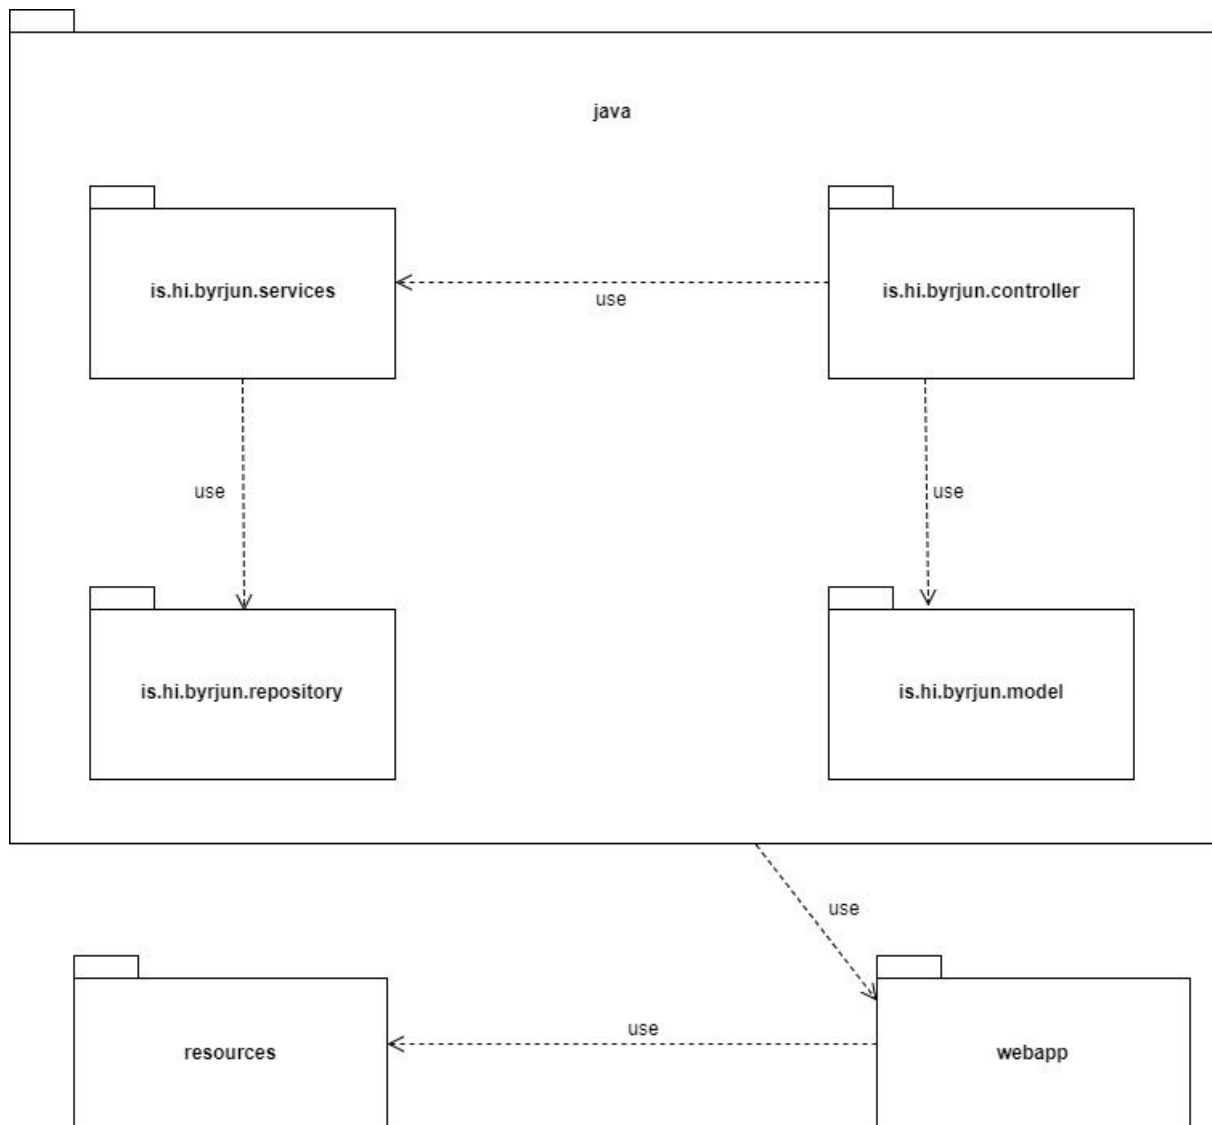 java
is.hi.byrjun.services
is.hi.byrjun.controller
use
use
use
is.hi.byrjun.repository
is.hi.byrjun.model
use
use
resources
webapp